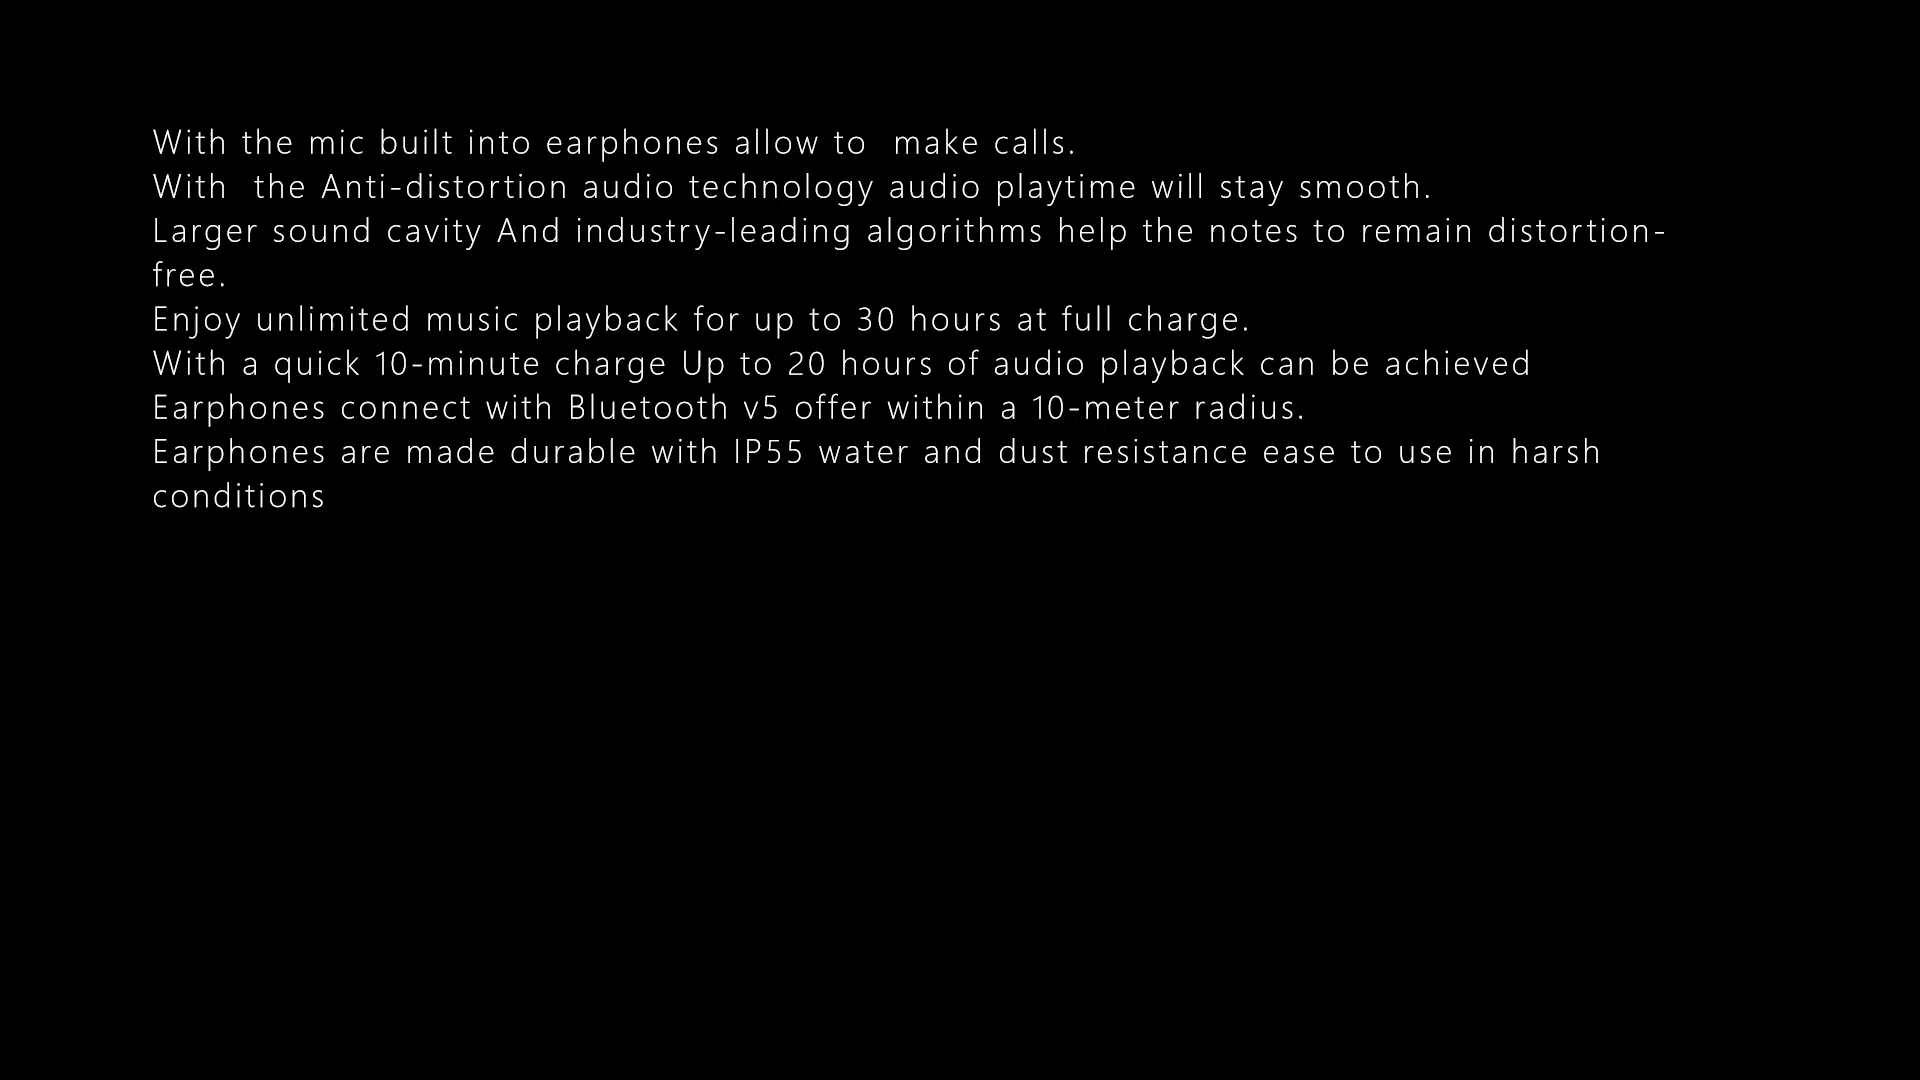 With the mic built into earphones allow to  make calls.
With  the Anti-distortion audio technology audio playtime will stay smooth.
Larger sound cavity And industry-leading algorithms help the notes to remain distortion-
free.
Enjoy unlimited music playback for up to 30 hours at full charge.
With a quick 10-minute charge Up to 20 hours of audio playback can be achieved
Earphones connect with Bluetooth v5 offer within a 10-meter radius.
Earphones are made durable with IP55 water and dust resistance ease to use in harsh
conditions